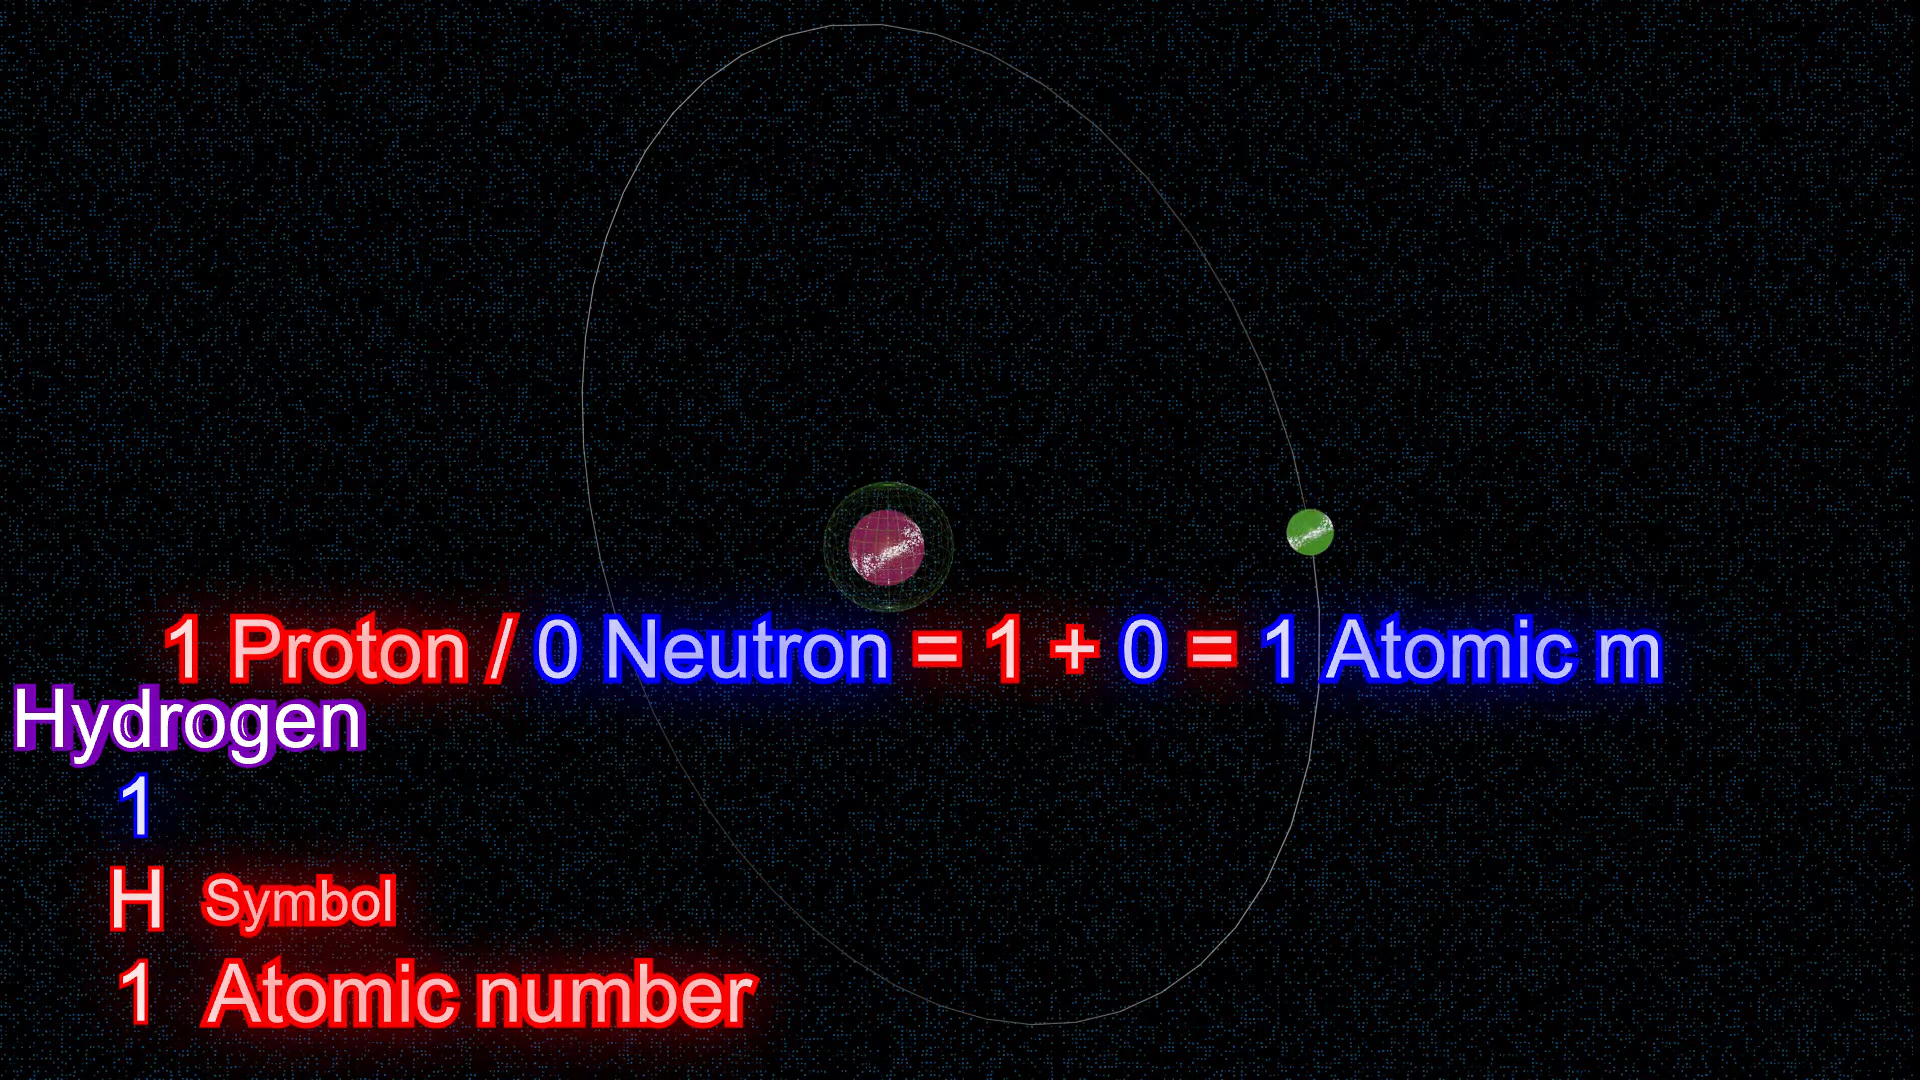 1 Proton / 0 Neutron = 1 + 0 = 1 Atomic m
Hydrogen
1
H Symbol
1 Atomic number